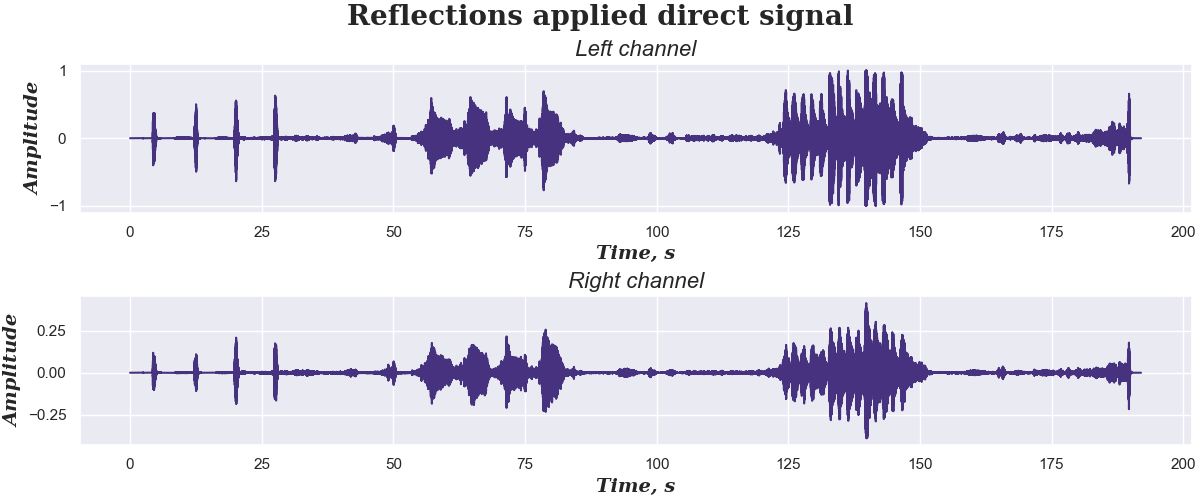 Reflections applied direct signal
Left channel
Amplitude
1
0
−1
0 25 50 75 100 125 150 175 200
Time, s
Right channel
Amplitude
0.25
0.00
−0.25
0 25 50 75 100 125 150 175 200
Time, s